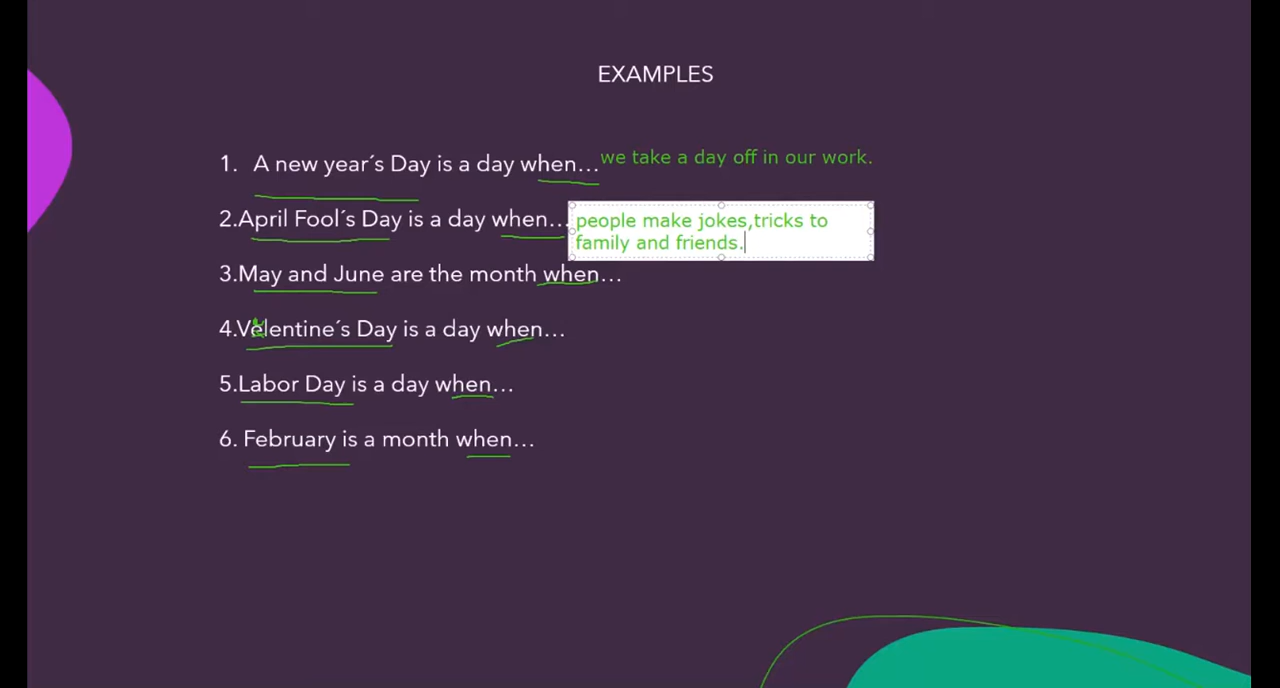 EXAMPLES
1. A new year´s Day is a day when… we take a day off in our work.
2.April Fool´s Day is a day when… people make jokes,tricks to
family and friends.
3.May and June are the month when…
4.Velentine´s Day is a day when…
5.Labor Day is a day when…
6. February is a month when…